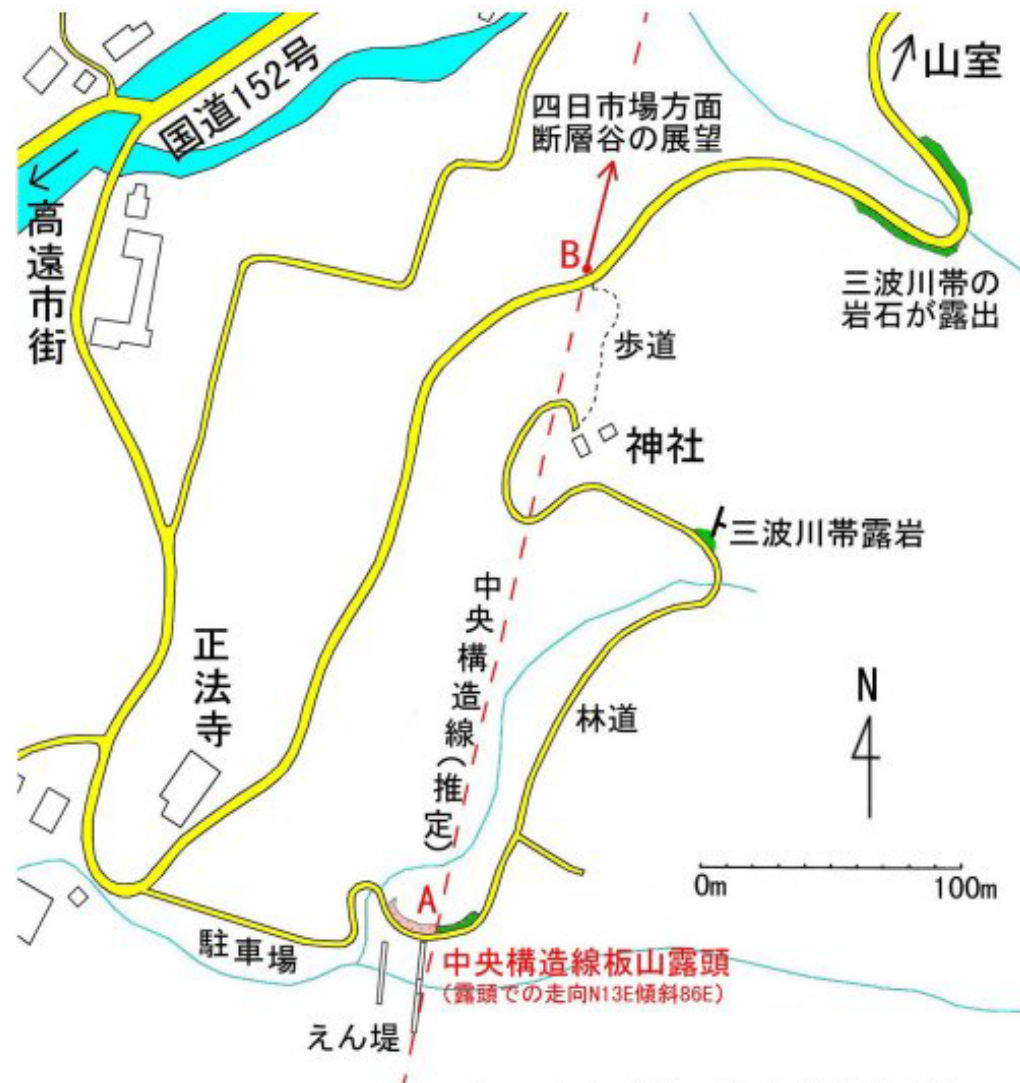 国道152号
山室
四日市場方面
断層谷の展望
高遠市街
B
三波川帯の
岩石が露出
歩道
神社
三波川帯露岩
中央構造線(推定)
正法寺
林道
N
0m
100m
A
駐車場
中央構造線板山露頭
(露頭での走向N13E傾斜86E)
えん堤